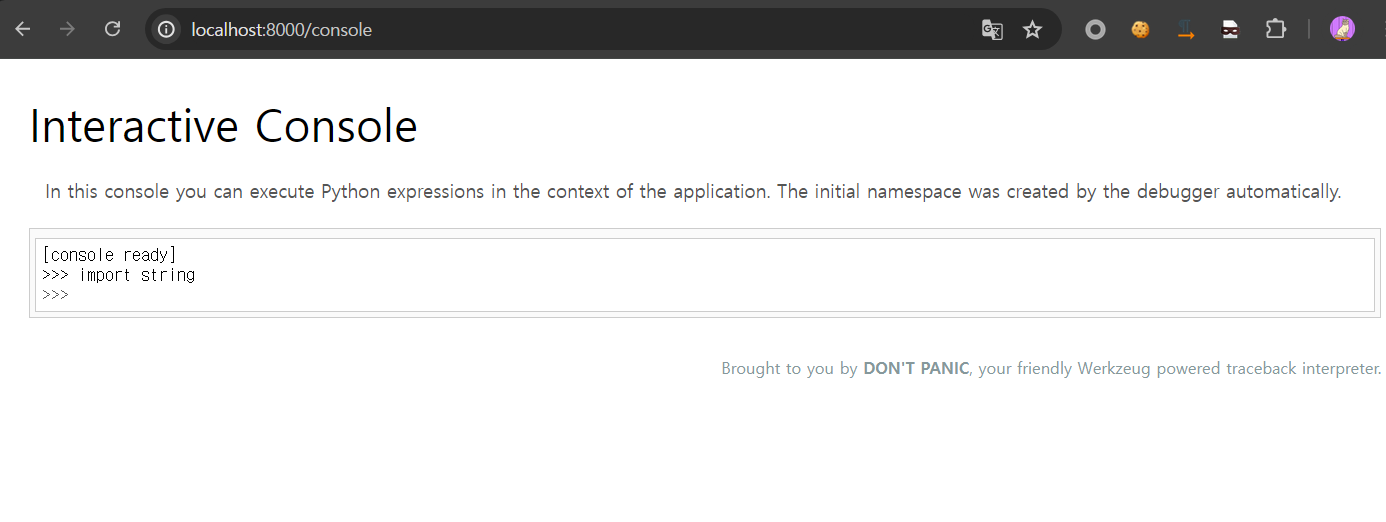 localhost:8000/console
Interactive Console
In this console you can execute Python expressions in the context of the application. The initial namespace was created by the debugger automatically.
[console ready]
>>> import string
>>>
Brought to you by DON'T PANIC, your friendly Werkzeug powered traceback interpreter.